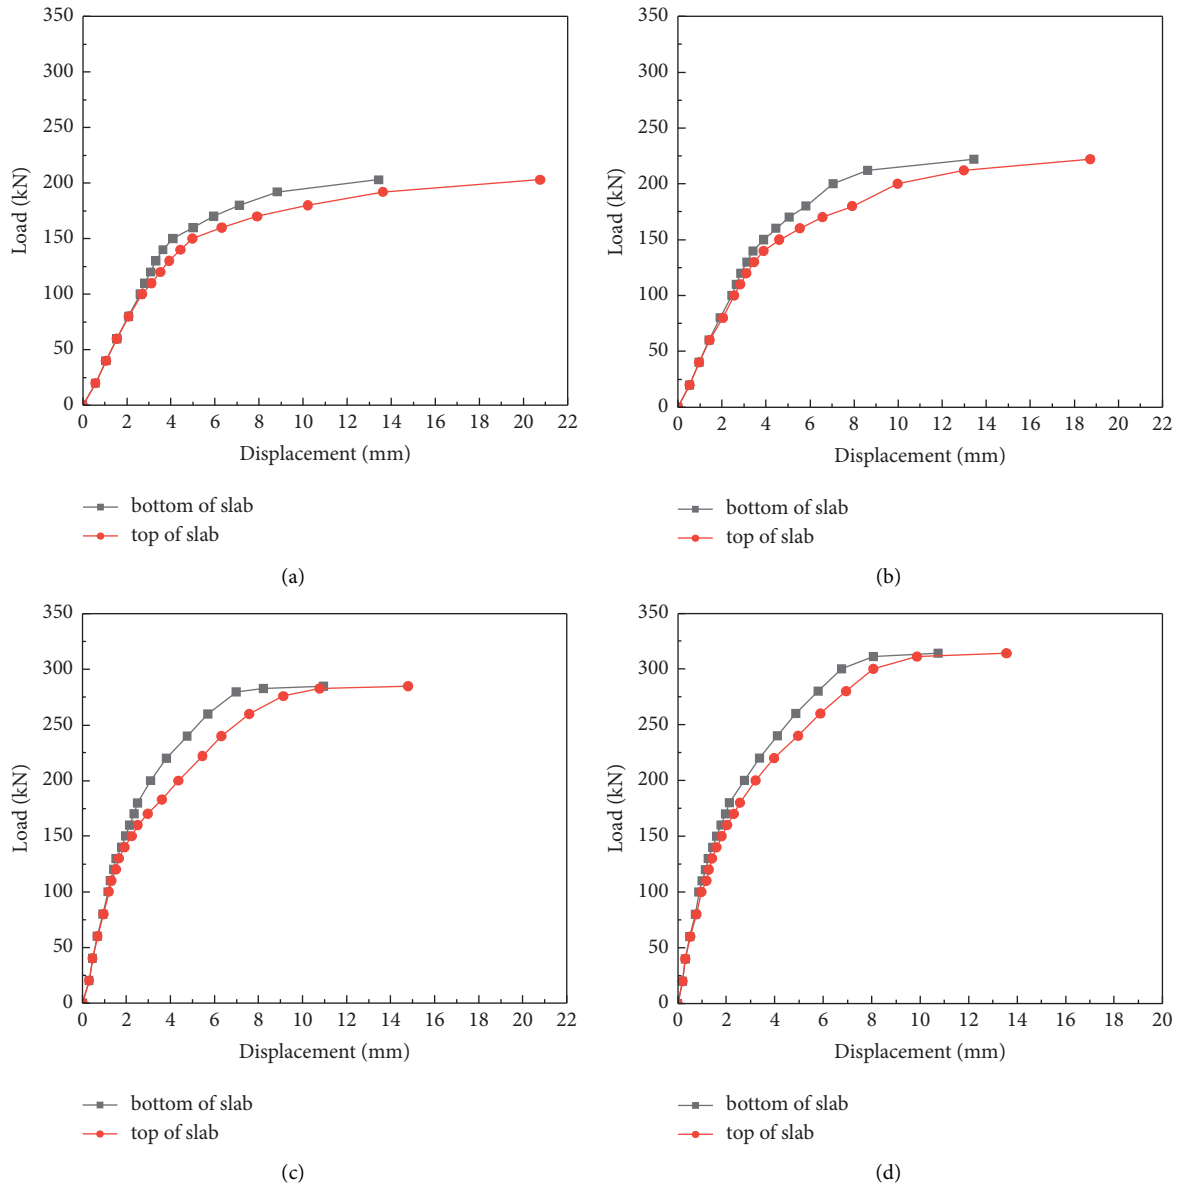 350
300
250
200
150
100
50
0
Load (kN)
0 2 4 6 8 10 12 14 16 18 20 22
Displacement (mm)
bottom of slab
top of slab
(a)
350
300
250
200
150
100
50
0
Load (kN)
0 2 4 6 8 10 12 14 16 18 20 22
Displacement (mm)
bottom of slab
top of slab
(b)
350
300
250
200
150
100
50
0
Load (kN)
0 2 4 6 8 10 12 14 16 18 20 22
Displacement (mm)
bottom of slab
top of slab
(c)
350
300
250
200
150
100
50
0
Load (kN)
0 2 4 6 8 10 12 14 16 18 20
Displacement (mm)
bottom of slab
top of slab
(d)